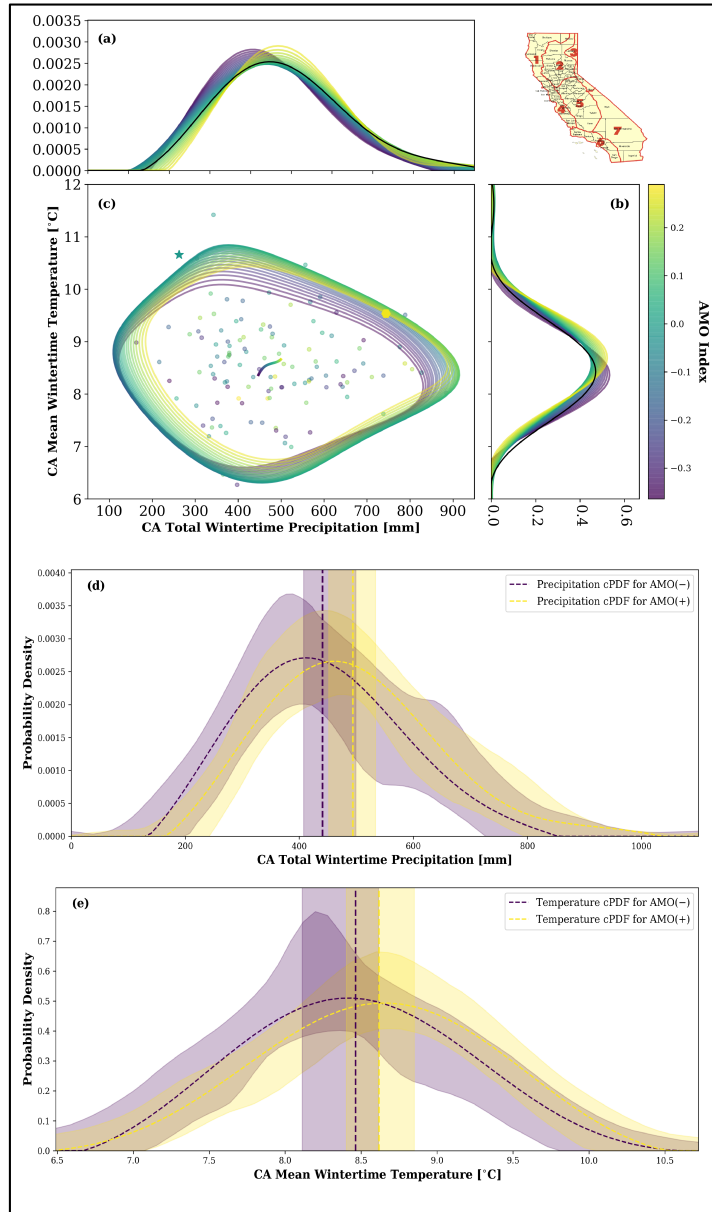 (a)
0.0035
0.0030
0.0025
0.0020
0.0015
0.0010
0.0005
0.0000
1
2
3
4
5
6
7
(c)
CA Mean Wintertime Temperature [°C]
12
11
10
9
8
7
6
100 200 300 400 500 600 700 800 900
CA Total Wintertime Precipitation [mm]
(b)
0.0 0.2 0.4 0.6
0.2
0.1
0.0
−0.1
−0.2
−0.3
AMO Index
(d)
Precipitation cPDF for AMO(−)
Precipitation cPDF for AMO(+)
Probability Density
0.0040
0.0035
0.0030
0.0025
0.0020
0.0015
0.0010
0.0005
0.0000
0 200 400 600 800 1000
CA Total Wintertime Precipitation [mm]
(e)
Temperature cPDF for AMO(−)
Temperature cPDF for AMO(+)
Probability Density
0.8
0.7
0.6
0.5
0.4
0.3
0.2
0.1
0.0
6.5 7.0 7.5 8.0 8.5 9.0 9.5 10.0 10.5
CA Mean Wintertime Temperature [°C]